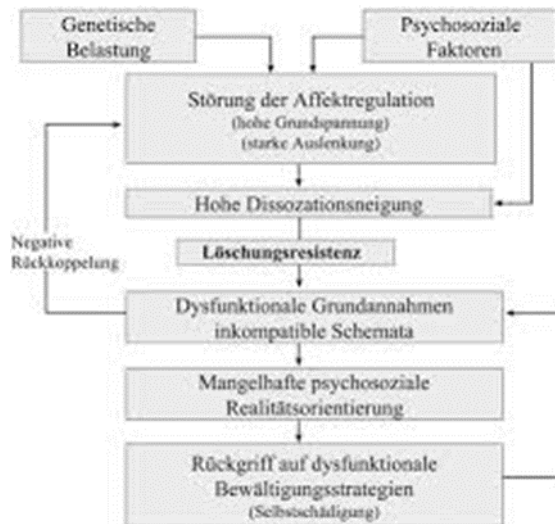 Genetische
Belastung
Psychosoziale
Faktoren
Störung der Affektregulation
(hohe Grundspannung)
(starke Auslenkung)
Hohe Dissozationsneigung
Negative
Rückkoppelung
Löschungsresistenz
Dysfunktionale Grundannahmen
inkompatible Schemata
Mangelhafte psychosoziale
Realitätsorientierung
Rückgriff auf dysfunktionale
Bewältigungsstrategien
(Selbstschädigung)